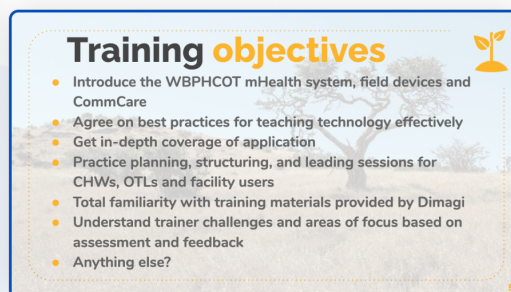 Training objectives
• Introduce the WBPHCOT mHealth system, field devices and
CommCare
• Agree on best practices for teaching technology effectively
• Get in-depth coverage of application
• Practice planning, structuring, and leading sessions for
CHWs, OTLs and facility users
• Total familiarity with training materials provided by Dimagi
• Understand trainer challenges and areas of focus based on
assessment and feedback
• Anything else?